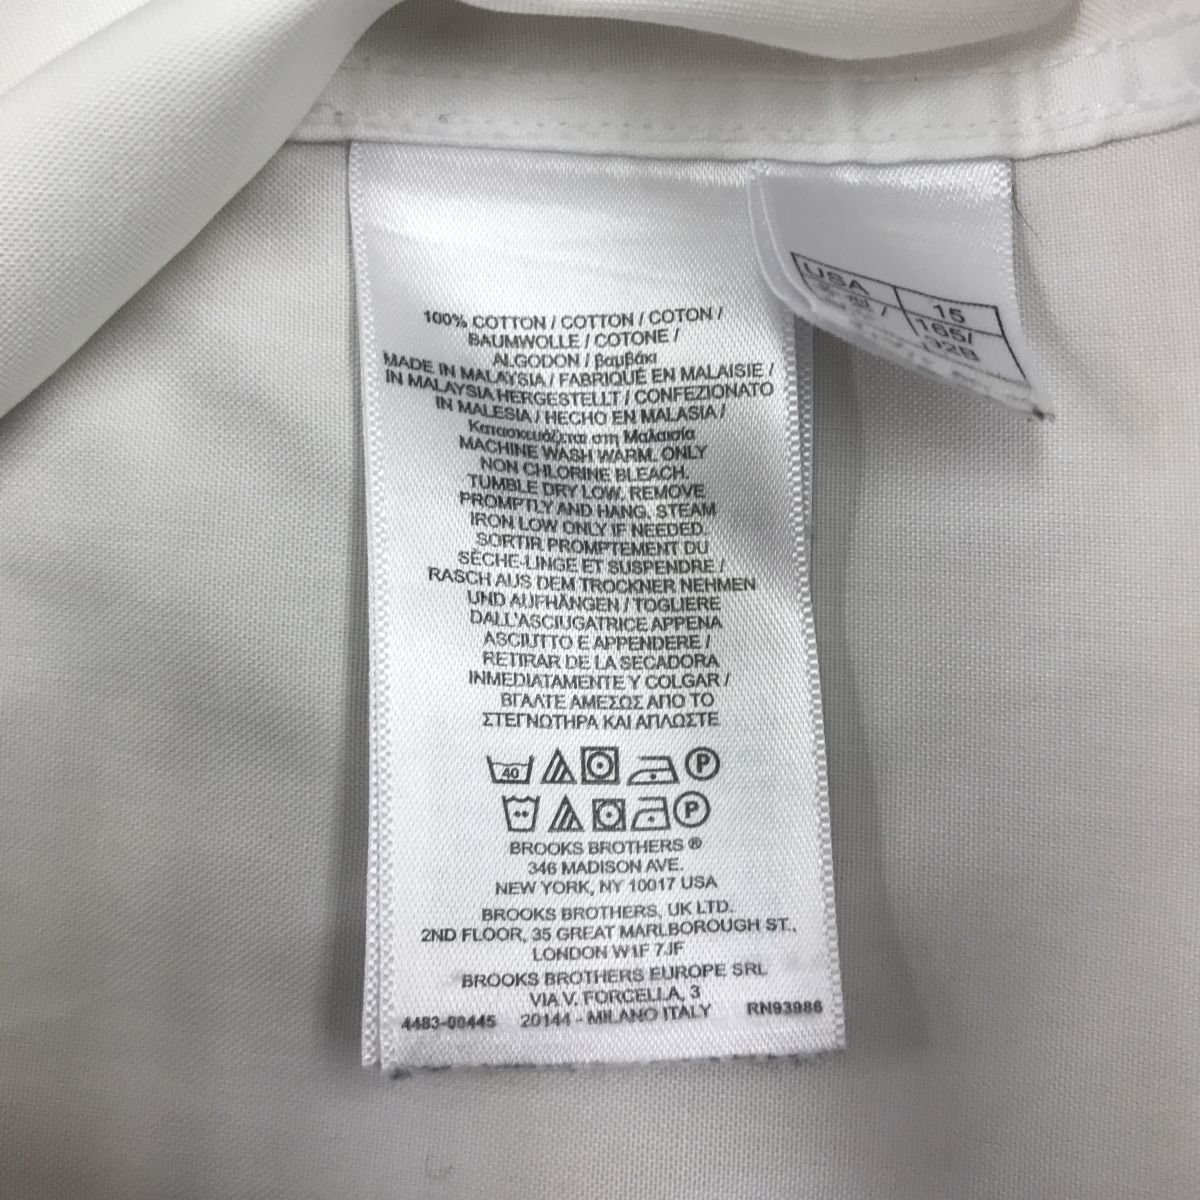 100% COTTON / COTTON / COTON /
BAUMWOLLE / COTONE /
ALGODON / βαμβάκι
MADE IN MALAYSIA / FABRIQUÉ EN MALAISIE /
IN MALAYSIA HERGESTELLT / CONFEZIONATO
IN MALESIA / HECHO EN MALASIA /
Κατασκευάζεται στη Μαλαισία
MACHINE WASH WARM. ONLY
NON CHLORINE BLEACH.
TUMBLE DRY LOW. REMOVE
PROMPTLY AND HANG. STEAM
IRON LOW ONLY IF NEEDED.
SORTIR PROMPTEMENT DU
SÈCHE-LINGE ET SUSPENDRE /
RASCH AUS DEM TROCKNER NEHMEN
UND AUFHÄNGEN / TOGLIERE
DALL'ASCIUGATRICE APPENA
ASCIUTTO E APPENDERE /
RETIRAR DE LA SECADORA
INMEDIATAMENTE Y COLGAR /
ΒΓΑΛΤΕ ΑΜΕΣΩΣ ΑΠΟ ΤΟ
ΣΤΕΓΝΩΤΗΡΑ ΚΑΙ ΑΠΛΩΣΤΕ
40 P
P
BROOKS BROTHERS ®
346 MADISON AVE.
NEW YORK, NY 10017 USA
BROOKS BROTHERS, UK LTD.
2ND FLOOR, 35 GREAT MARLBOROUGH ST.,
LONDON W1F 7JF
BROOKS BROTHERS EUROPE SRL
VIA V. FORCELLA, 3
4483-00445 20144 - MILANO ITALY RN93986
USA 15
165/
32B